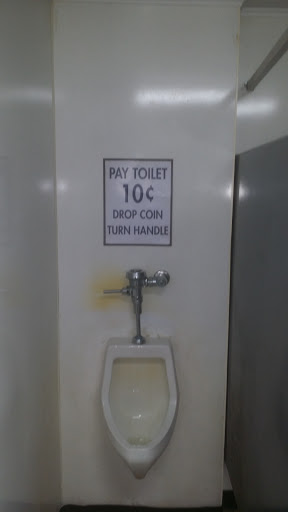 PAY TOILET
10¢
DROP COIN
TURN HANDLE